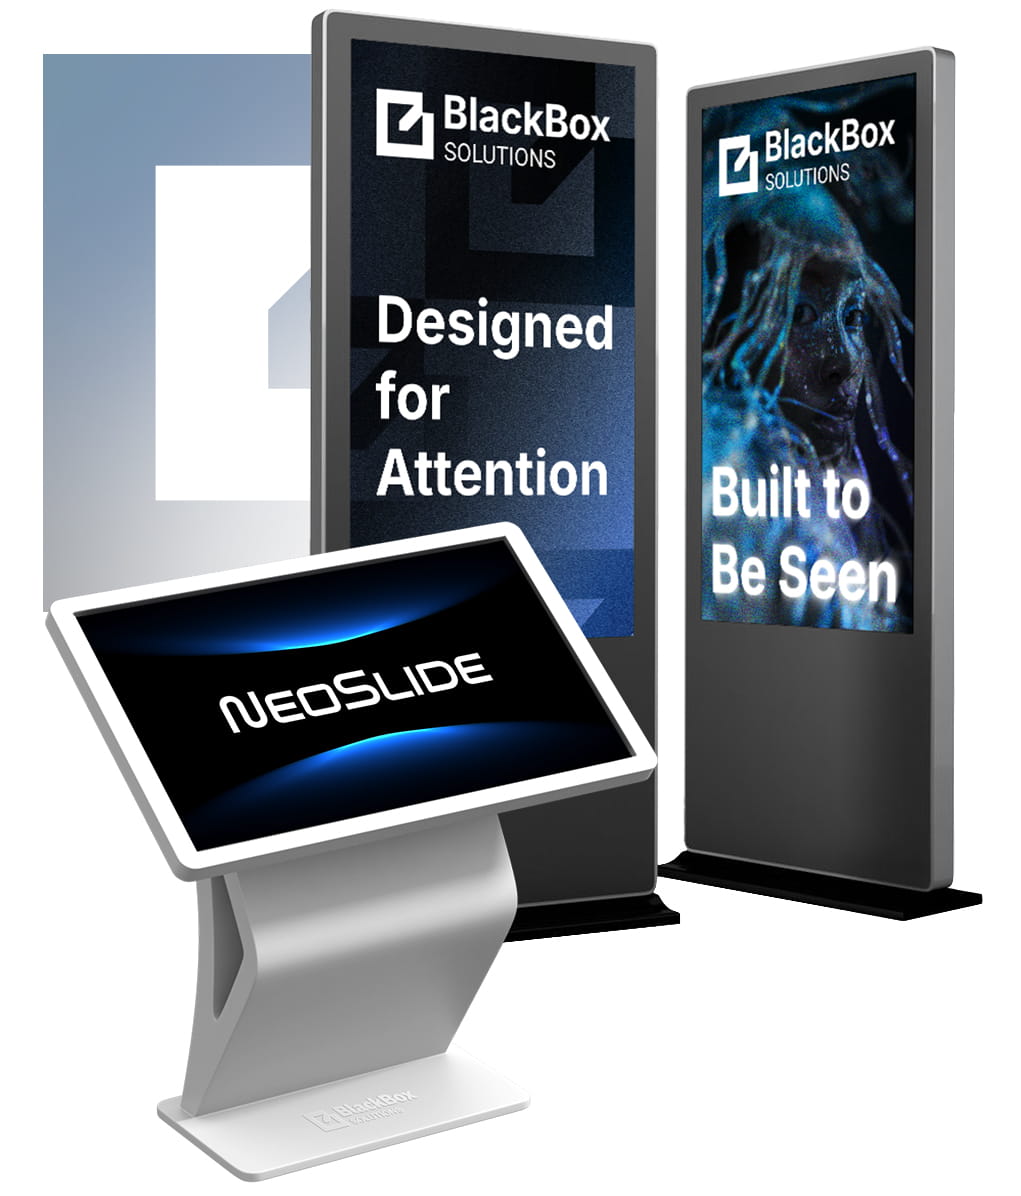 BlackBox
SOLUTIONS
Designed
for
Attention
BlackBox
SOLUTIONS
Built to
Be Seen
NEOSLIDE
BlackBox
SOLUTIONS